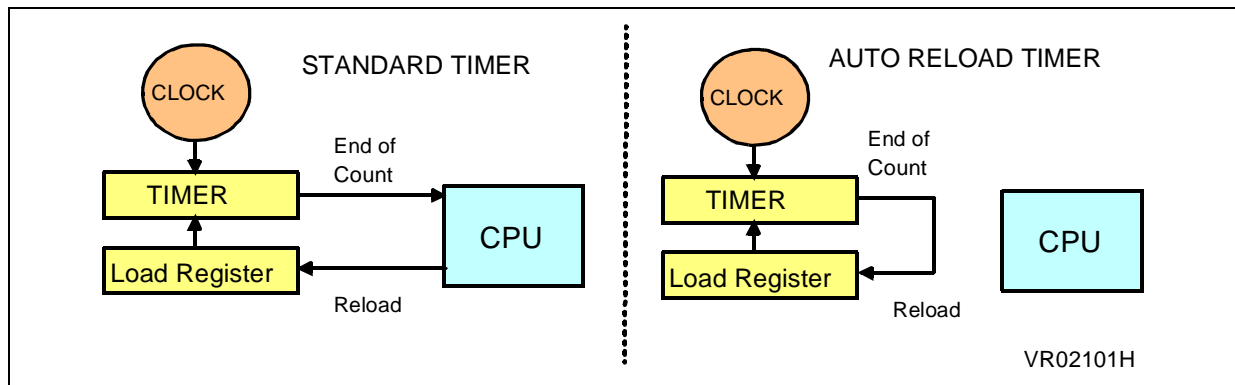 STANDARD TIMER
CLOCK
End of
Count
TIMER
CPU
Load Register
Reload
AUTO RELOAD TIMER
CLOCK
End of
Count
TIMER
CPU
Load Register
Reload
VR02101H